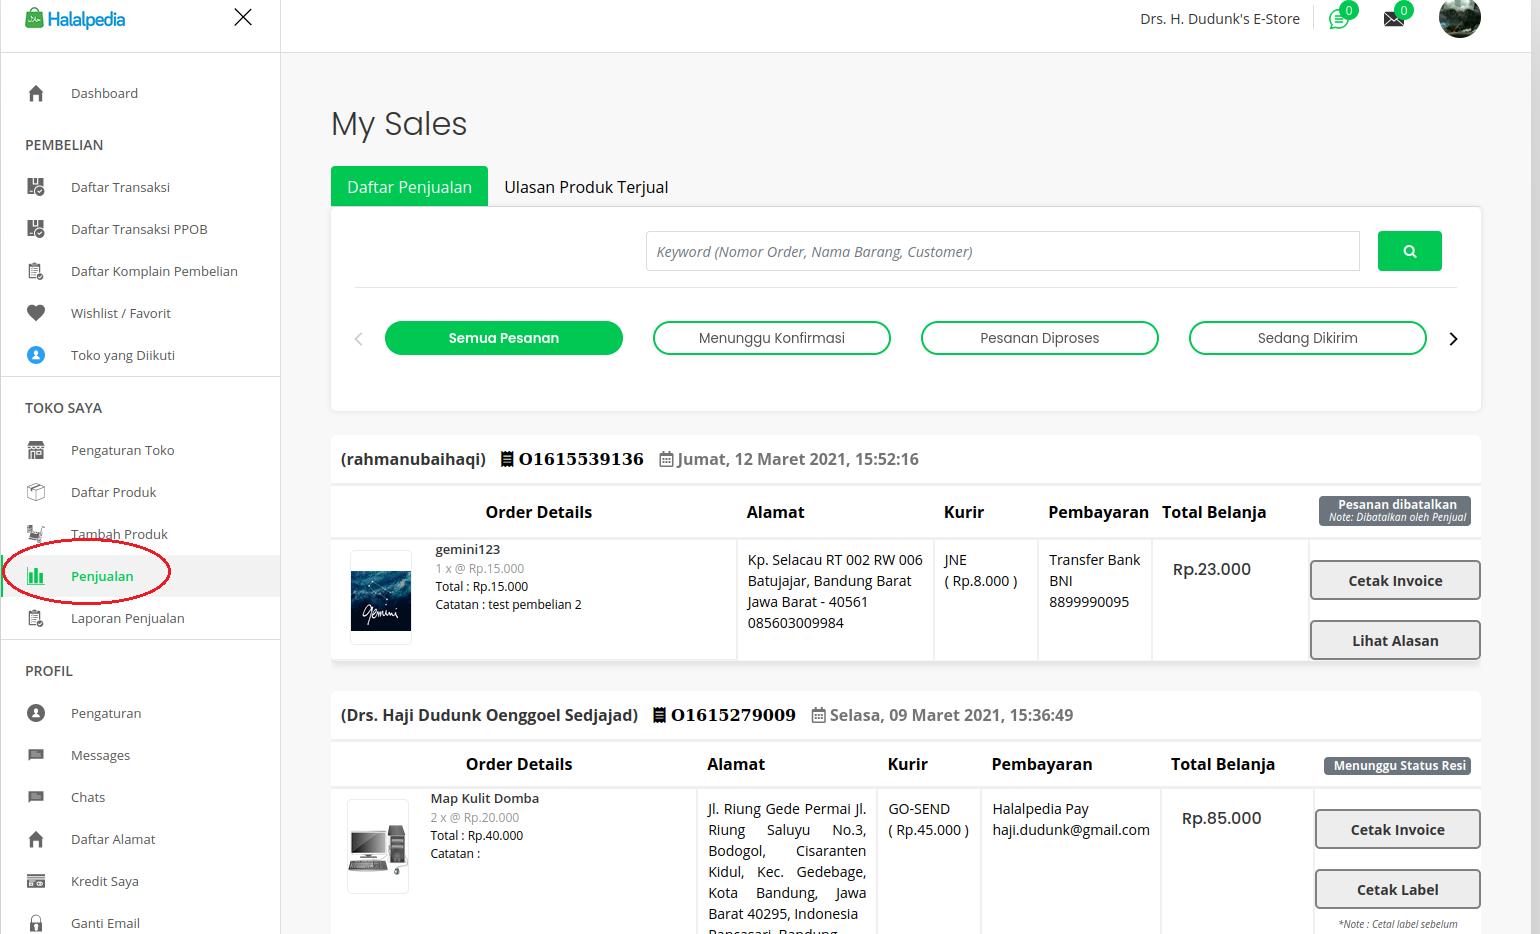 Halalpedia
Drs. H. Dudunk's E-Store
0
0
Dashboard
PEMBELIAN
Daftar Transaksi
Daftar Transaksi PPOB
Daftar Komplain Pembelian
Wishlist / Favorit
Toko yang Diikuti
TOKO SAYA
Pengaturan Toko
Daftar Produk
Tambah Produk
Penjualan
Laporan Penjualan
PROFIL
Pengaturan
Messages
Chats
Daftar Alamat
Kredit Saya
Ganti Email
My Sales
Daftar Penjualan
Ulasan Produk Terjual
Keyword (Nomor Order, Nama Barang, Customer)
Semua Pesanan
Menunggu Konfirmasi
Pesanan Diproses
Sedang Dikirim
(rahmanubaihaqi) O1615539136 Jumat, 12 Maret 2021, 15:52:16
Order Details
Alamat
Kurir
Pembayaran
Total Belanja
Pesanan dibatalkan
Note: Dibatalkan oleh Penjual
gemini
gemini123
1 x @ Rp.15.000
Total : Rp.15.000
Catatan : test pembelian 2
Kp. Selacau RT 002 RW 006
Batujajar, Bandung Barat
Jawa Barat - 40561
085603009984
JNE
( Rp.8.000 )
Transfer Bank
BNI
8899990095
Rp.23.000
Cetak Invoice
Lihat Alasan
(Drs. Haji Dudunk Oenggoel Sedjajad) O1615279009 Selasa, 09 Maret 2021, 15:36:49
Order Details
Alamat
Kurir
Pembayaran
Total Belanja
Menunggu Status Resi
Map Kulit Domba
2 x @ Rp.20.000
Total : Rp.40.000
Catatan :
Jl. Riung Gede Permai Jl.
Riung Saluyu No.3,
Bodogol, Cisaranten
Kidul, Kec. Gedebage,
Kota Bandung, Jawa
Barat 40295, Indonesia
Pancasari, Bandung
GO-SEND
( Rp.45.000 )
Halalpedia Pay
haji.dudunk@gmail.com
Rp.85.000
Cetak Invoice
Cetak Label
*Note : Cetal label sebelum